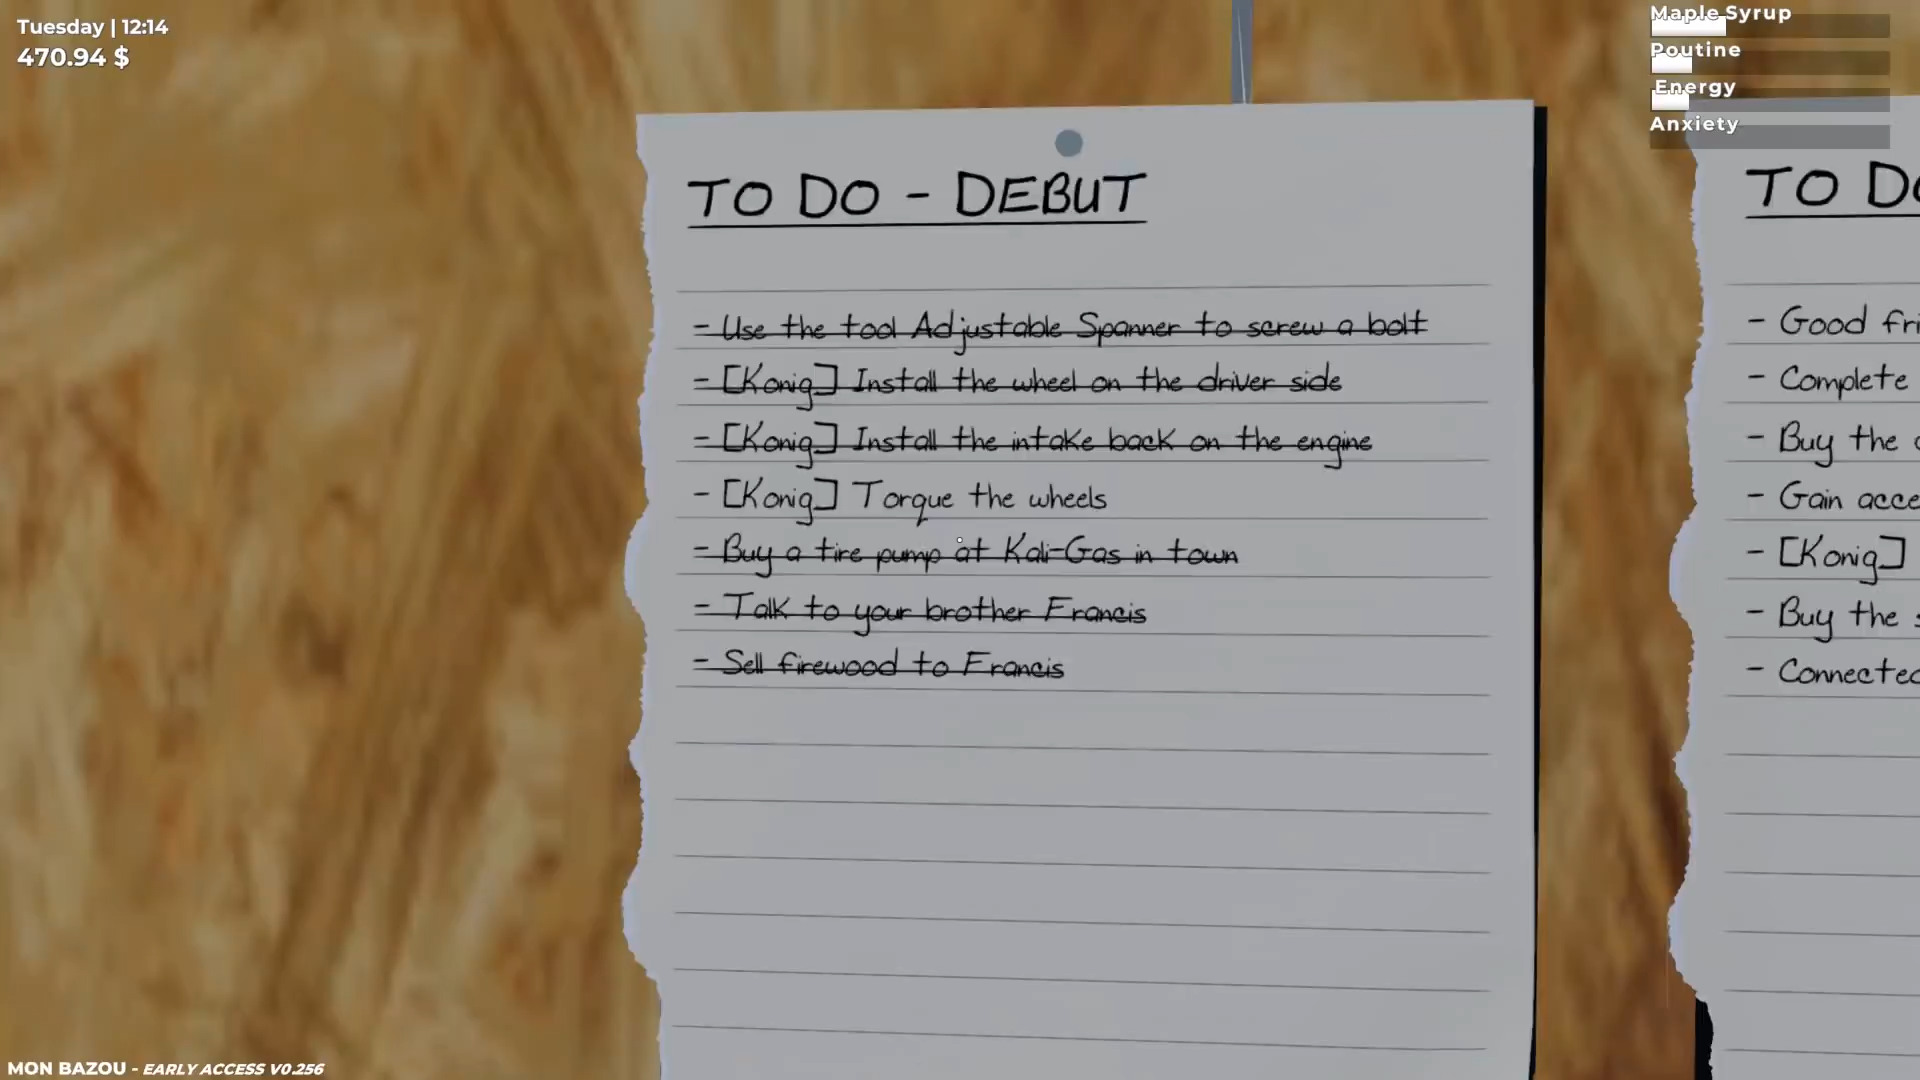 Tuesday | 12:14
470.94 $
Maple Syrup
Poutine
Energy
Anxiety
TO DO - DEBUT
- Use the tool Adjustable Spanner to screw a bolt
- [Konig] Install the wheel on the driver side
- [Konig] Install the intake back on the engine
- [Konig] Torque the wheels
- Buy a tire pump at Kali-Gas in town
- Talk to your brother Francis
- Sell firewood to Francis
TO DO
- Good fri
- Complete
- Buy the
- Gain acce
- [Konig]
- Buy the
- Connected
MON BAZOU - EARLY ACCESS V0.256